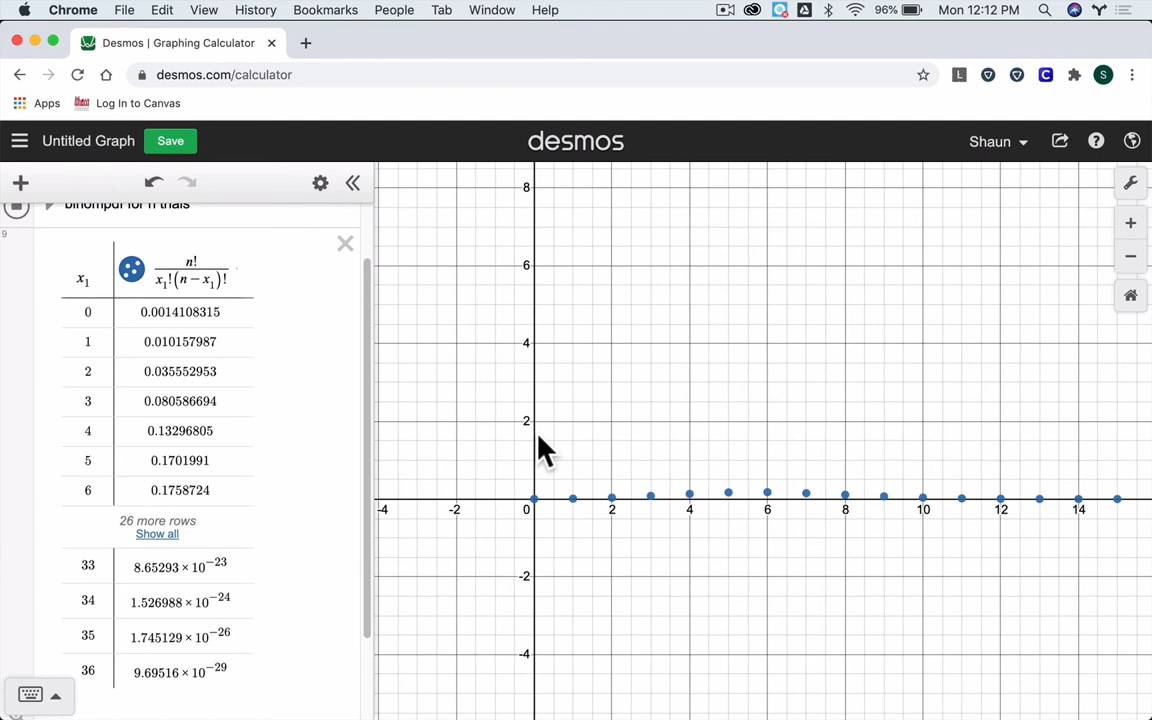 Chrome File Edit View History Bookmarks People Tab Window Help 96% Mon 12:12 PM
Desmos | Graphing Calculator
desmos.com/calculator L C S
Apps Log In to Canvas
Untitled Graph Save desmos Shaun
binompdf for n trials
9
x₁ n!/(x₁!(n−x₁)!) ·
0 0.0014108315
1 0.010157987
2 0.035552953
3 0.080586694
4 0.13296805
5 0.1701991
6 0.1758724
26 more rows
Show all
33 8.65293×10⁻²³
34 1.526988×10⁻²⁴
35 1.745129×10⁻²⁶
36 9.69516×10⁻²⁹
8
6
4
2
-4 -2 0 2 4 6 8 10 12 14
-2
-4